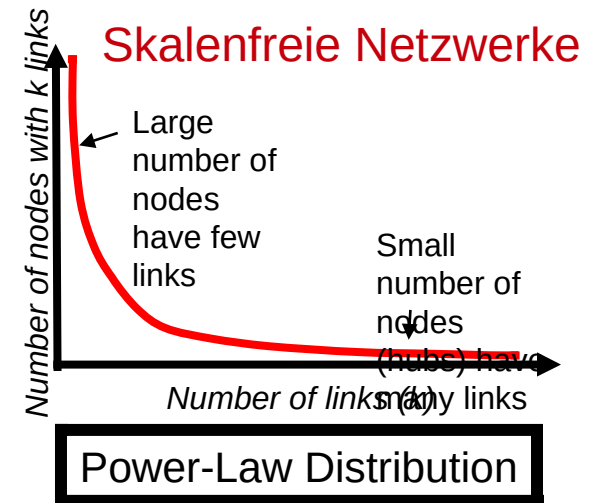 Skalenfreie Netzwerke
Number of nodes with k links
Large
number of
nodes
have few
links
Small
number of
nodes
(hubs) have
many links
Number of links (k)
Power-Law Distribution